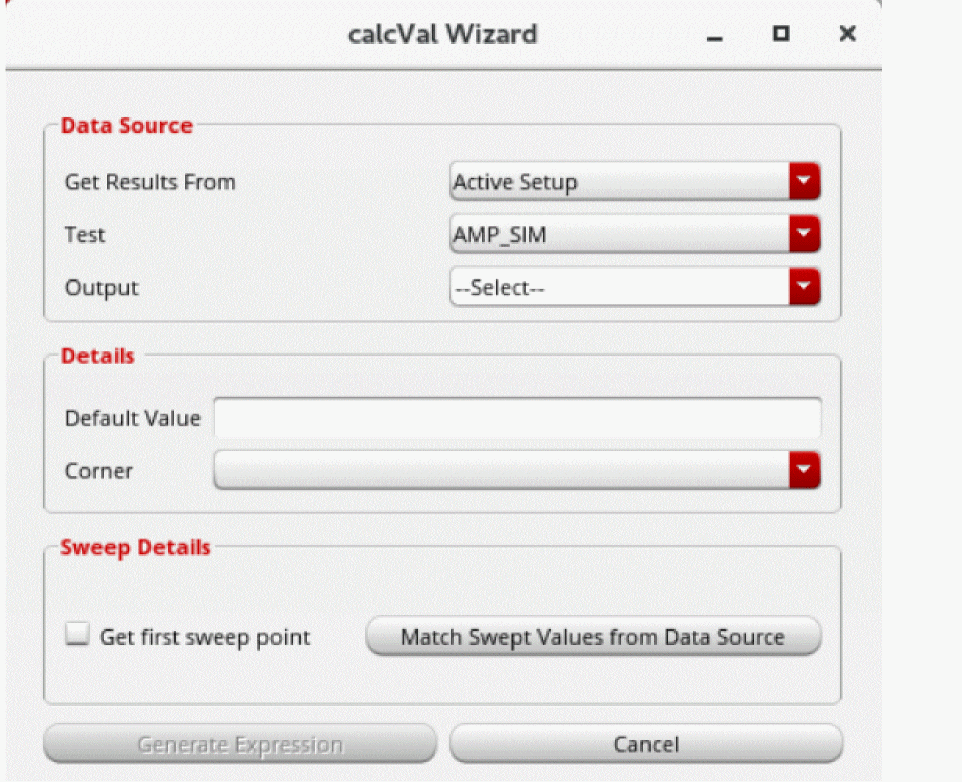 calcVal Wizard
Data Source
Get Results From Active Setup
Test AMP_SIM
Output --Select--
Details
Default Value
Corner
Sweep Details
Get first sweep point Match Swept Values from Data Source
Generate Expression Cancel